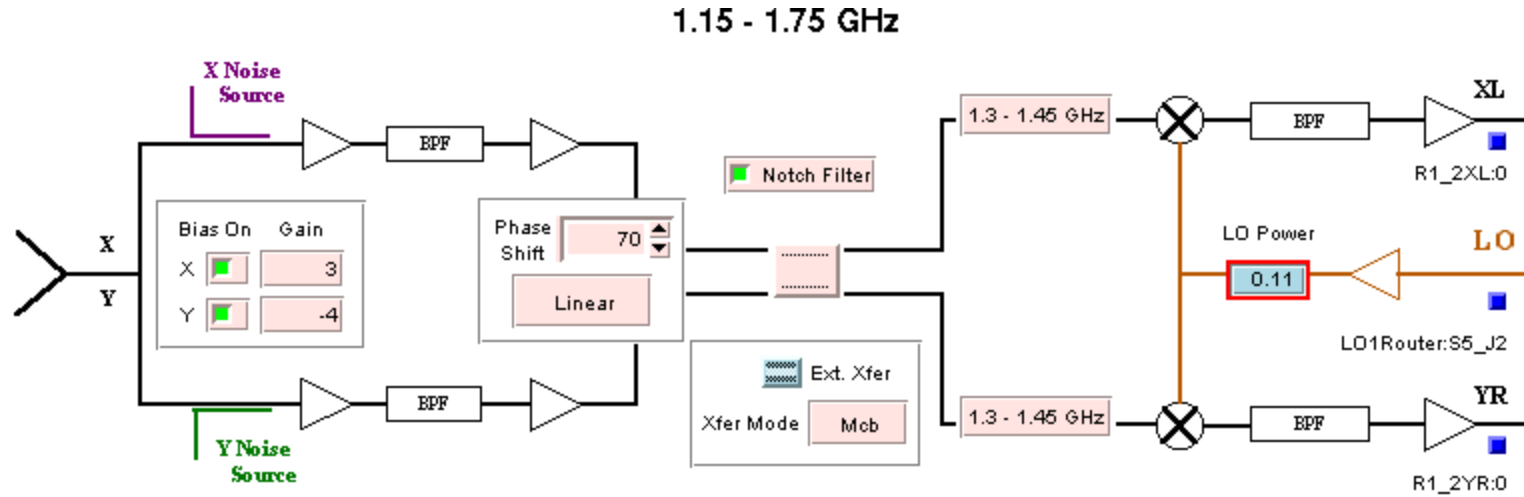 1.15 - 1.75 GHz
X Noise
Source
BPF
XL
1.3 - 1.45 GHz
BPF
R1_2XL:0
Notch Filter
Bias On Gain
X 3
Y -4
X
Y
Phase
Shift
70
Linear
LO Power
0.11
LO
LO1Router:S5_J2
Ext. Xfer
Xfer Mode Mcb
BPF
1.3 - 1.45 GHz
BPF
YR
R1_2YR:0
Y Noise
Source